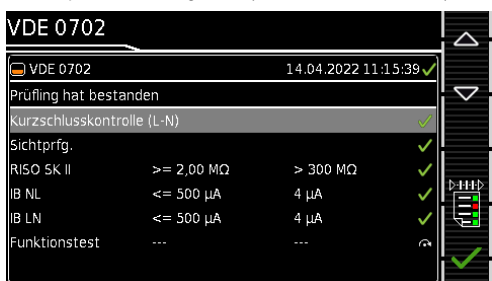 VDE 0702
VDE 0702 14.04.2022 11:15:39
Prüfling hat bestanden
Kurzschlusskontrolle (L-N)
Sichtprfg.
RISO SK II >= 2,00 MΩ > 300 MΩ
IB NL <= 500 µA 4 µA
IB LN <= 500 µA 4 µA
Funktionstest --- ---